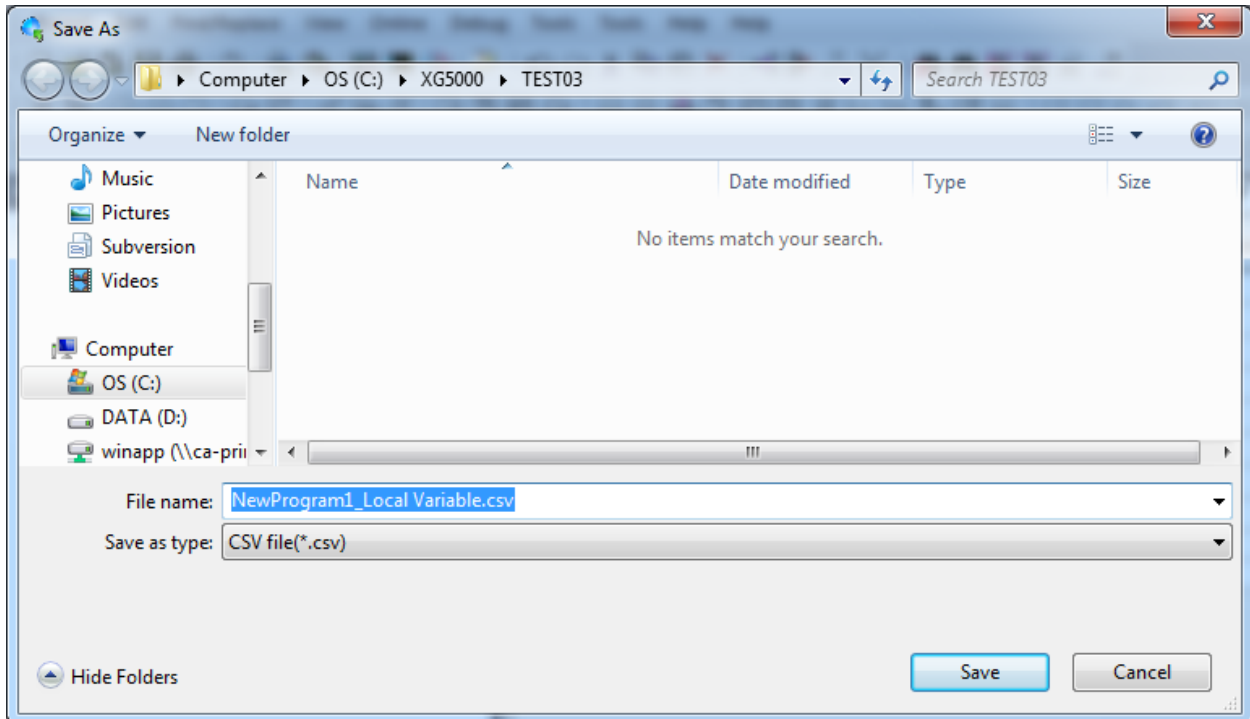 Save As
Computer ▸ OS (C:) ▸ XG5000 ▸ TEST03
Search TEST03
Organize
New folder
Music
Pictures
Subversion
Videos
Computer
OS (C:)
DATA (D:)
winapp (\\ca-pri
Name
Date modified
Type
Size
No items match your search.
File name: NewProgram1_Local Variable.csv
Save as type: CSV file(*.csv)
Hide Folders
Save
Cancel